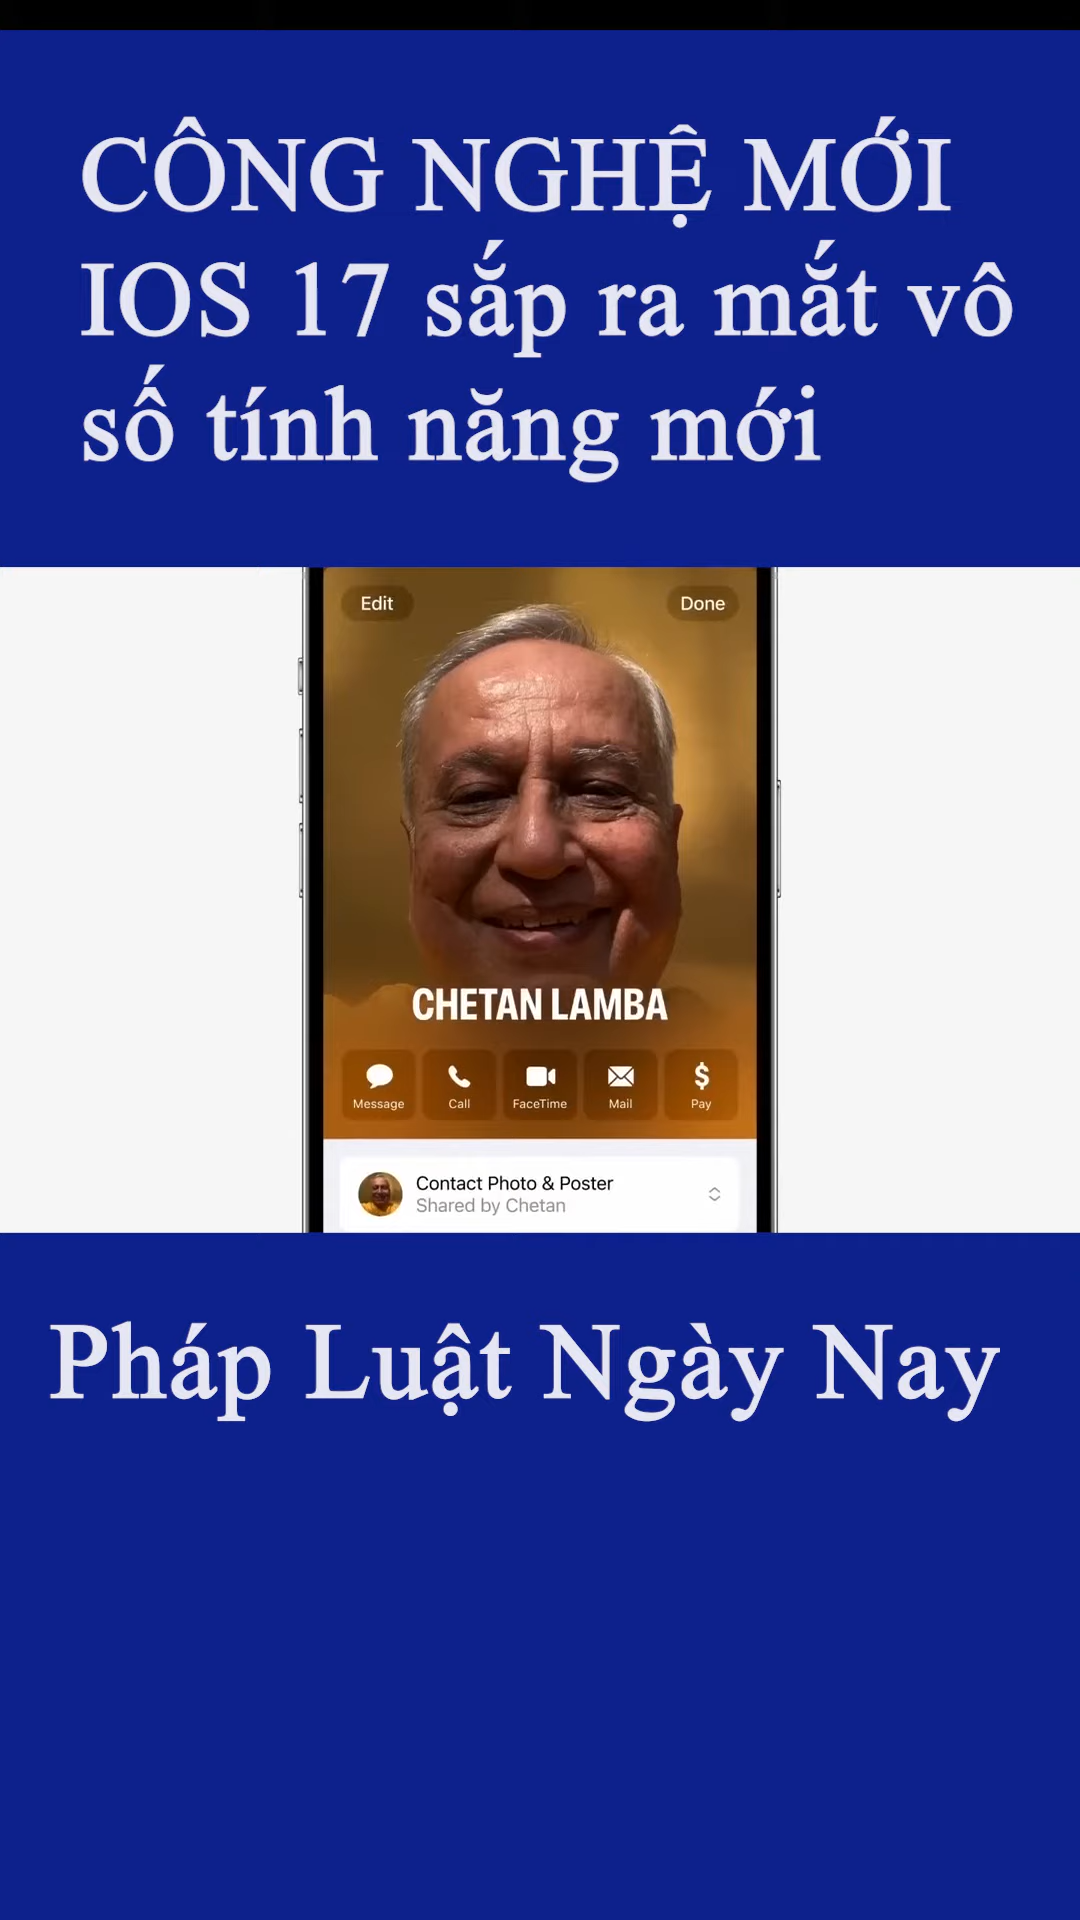 CÔNG NGHỆ MỚI
IOS 17 sắp ra mắt vô
số tính năng mới
Edit
Done
CHETAN LAMBA
Message
Call
FaceTime
Mail
$
Pay
Contact Photo & Poster
Shared by Chetan
Pháp Luật Ngày Nay